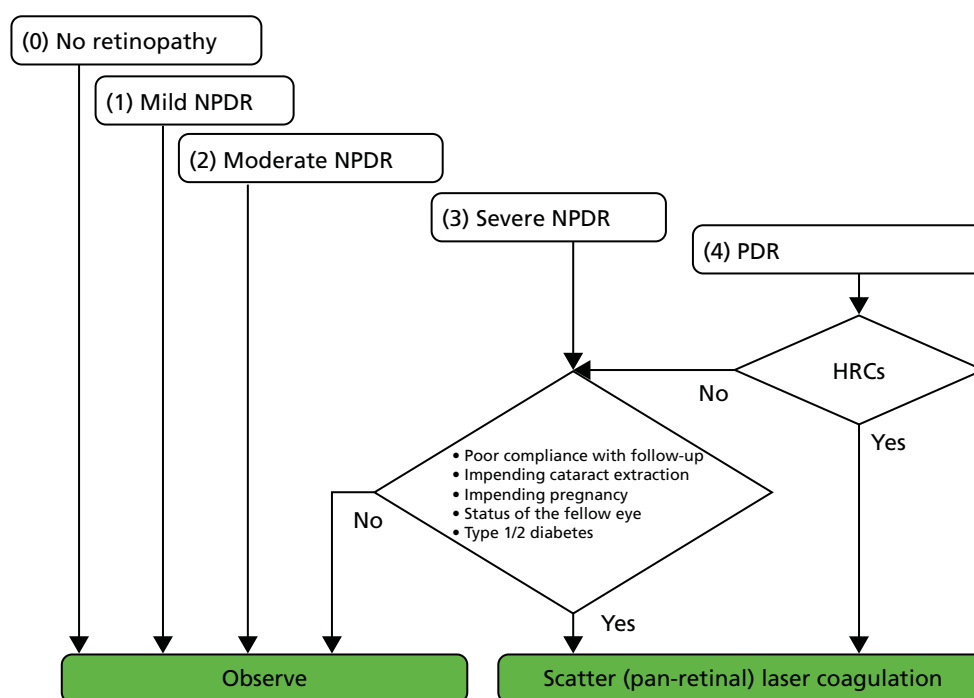 (0) No retinopathy
(1) Mild NPDR
(2) Moderate NPDR
(3) Severe NPDR
(4) PDR
HRCs
No
Yes
• Poor compliance with follow-up
• Impending cataract extraction
• Impending pregnancy
• Status of the fellow eye
• Type 1/2 diabetes
No
Yes
Observe
Scatter (pan-retinal) laser coagulation